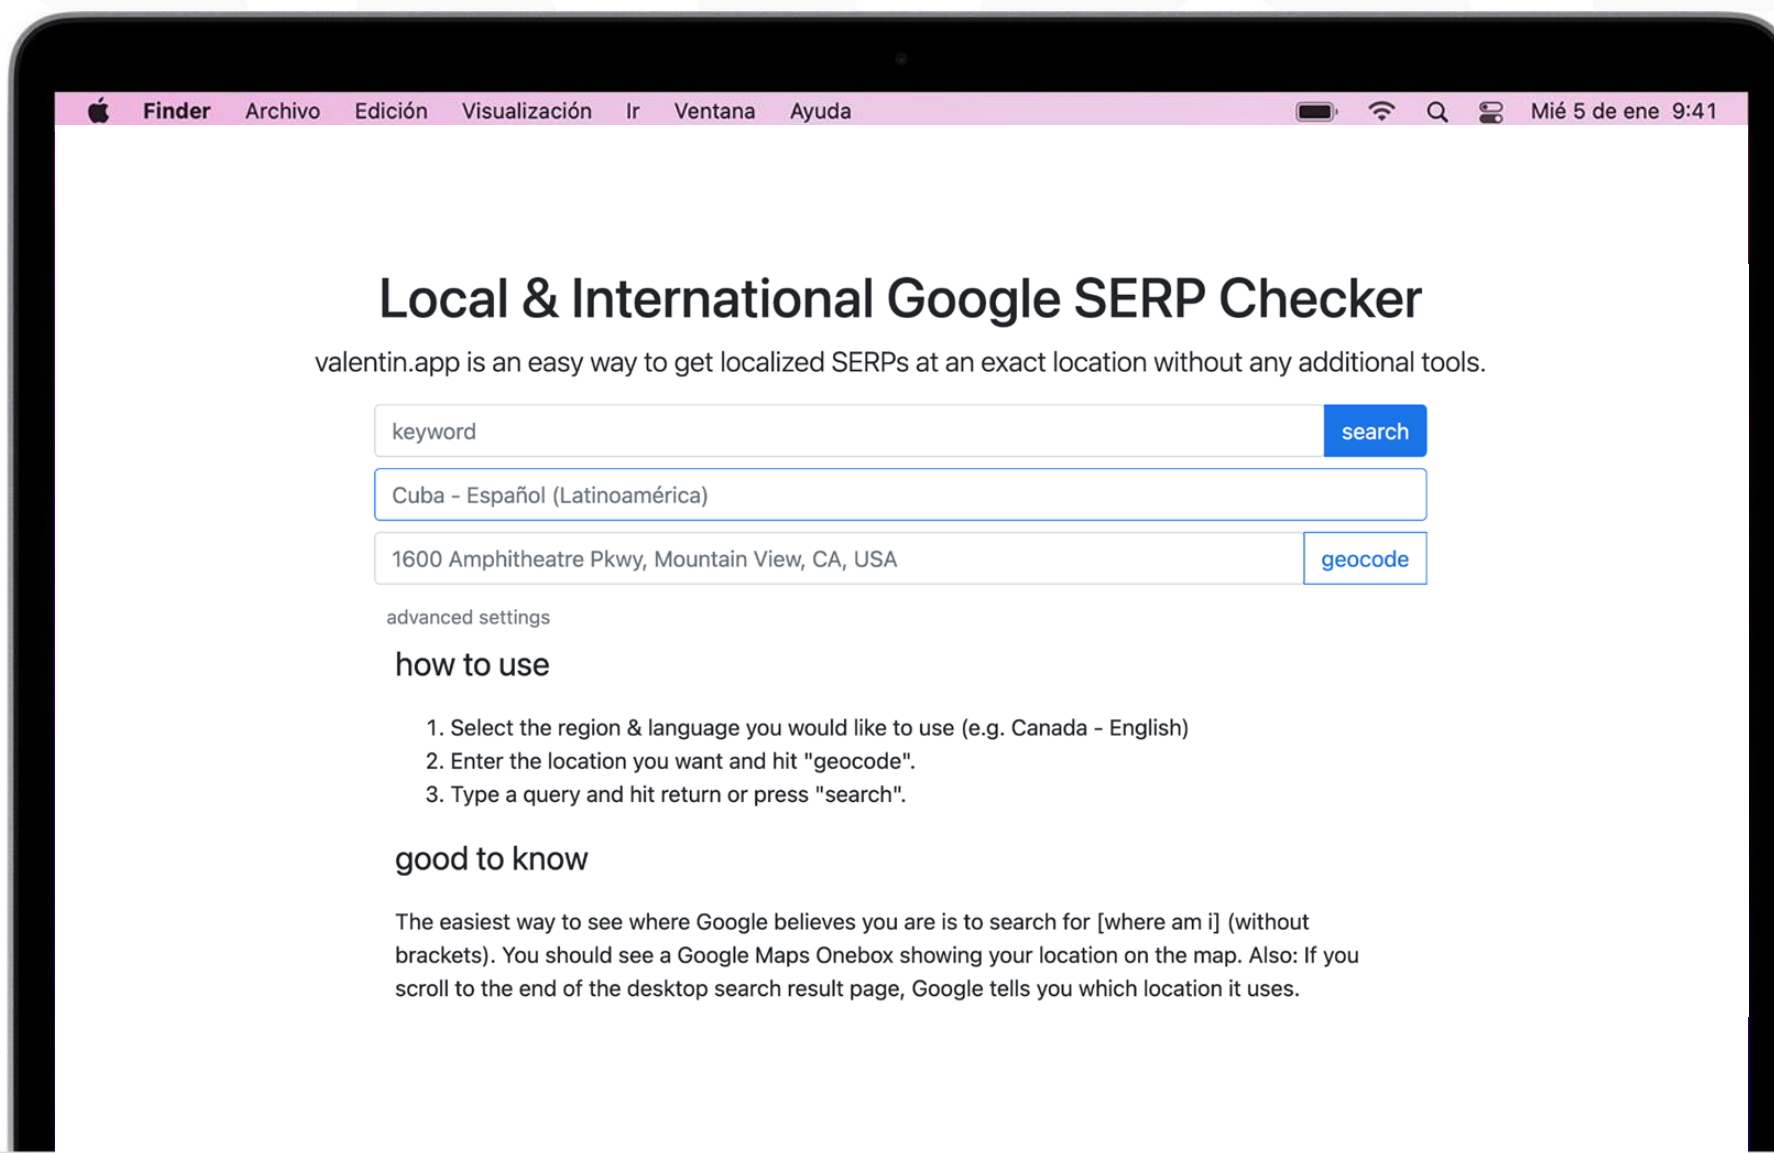 Finder Archivo Edición Visualización Ir Ventana Ayuda Mié 5 de ene 9:41
Local & International Google SERP Checker
valentin.app is an easy way to get localized SERPs at an exact location without any additional tools.
keyword search
Cuba - Español (Latinoamérica)
1600 Amphitheatre Pkwy, Mountain View, CA, USA geocode
advanced settings
how to use
1. Select the region & language you would like to use (e.g. Canada - English)
2. Enter the location you want and hit "geocode".
3. Type a query and hit return or press "search".
good to know
The easiest way to see where Google believes you are is to search for [where am i] (without
brackets). You should see a Google Maps Onebox showing your location on the map. Also: If you
scroll to the end of the desktop search result page, Google tells you which location it uses.